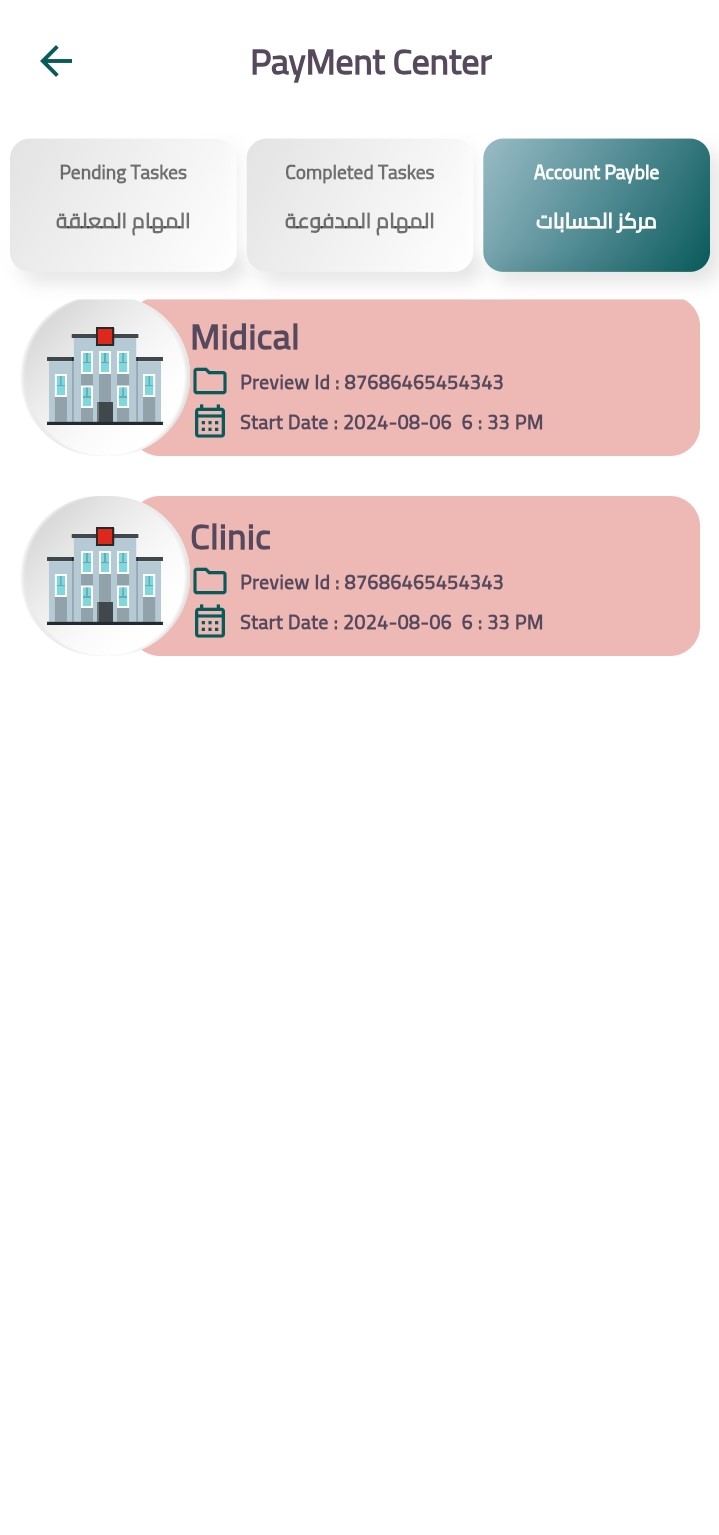 PayMent Center
Pending Taskes
المهام المعلقة
Completed Taskes
المهام المدفوعة
Account Payble
مركز الحسابات
Midical
Preview Id : 87686465454343
Start Date : 2024-08-06  6 : 33 PM
Clinic
Preview Id : 87686465454343
Start Date : 2024-08-06  6 : 33 PM